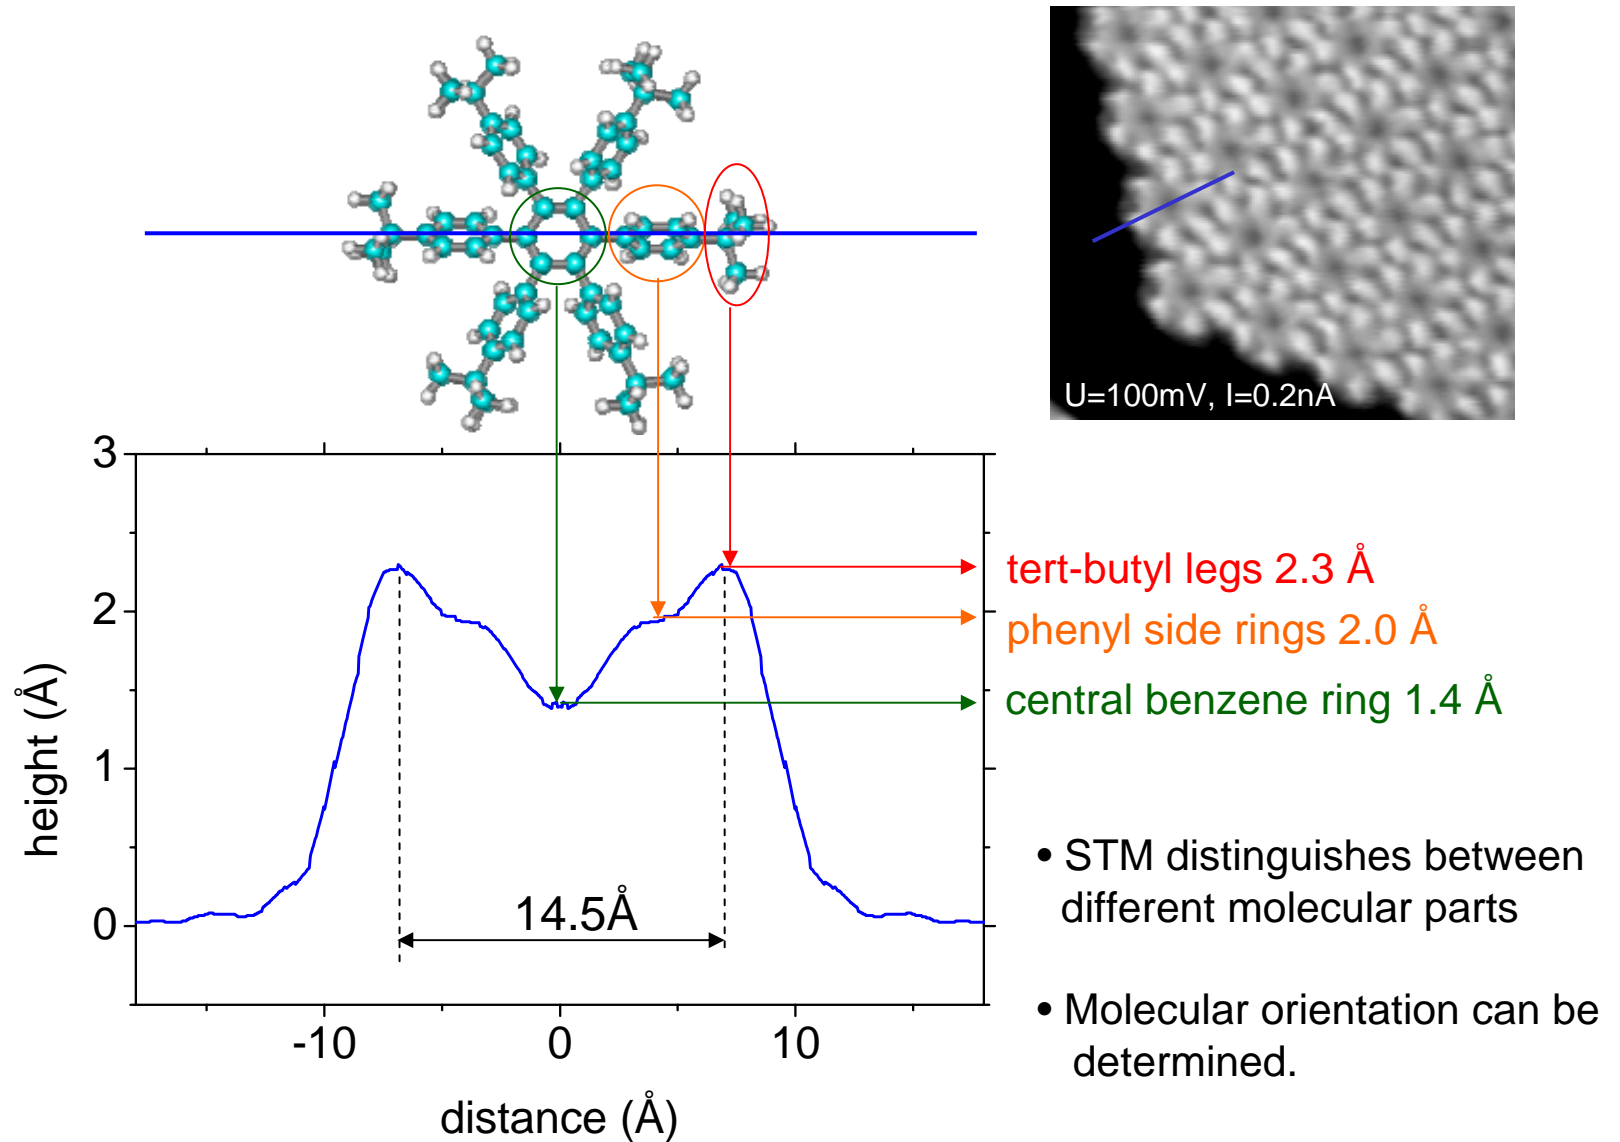 U=100mV, I=0.2nA
3
2
1
0
height (Å)
14.5Å
-10
0
10
distance (Å)
tert-butyl legs 2.3 Å
phenyl side rings 2.0 Å
central benzene ring 1.4 Å
• STM distinguishes between
different molecular parts
• Molecular orientation can be
determined.